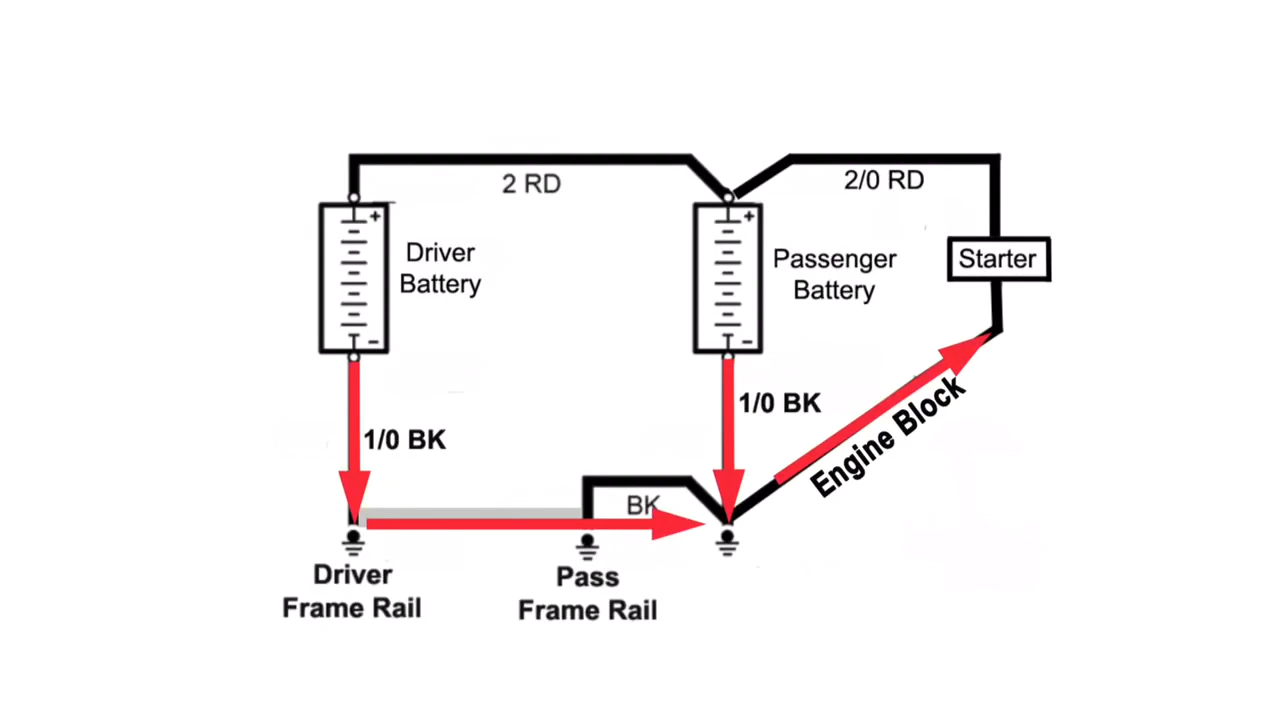 2 RD
2/0 RD
+
+
Driver
Battery
Passenger
Battery
Starter
−
−
1/0 BK
1/0 BK
Engine Block
BK
Driver
Frame Rail
Pass
Frame Rail